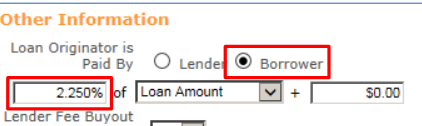 Other Information
Loan Originator is
Paid By Lender Borrower
2.250% of Loan Amount + $0.00
Lender Fee Buyout